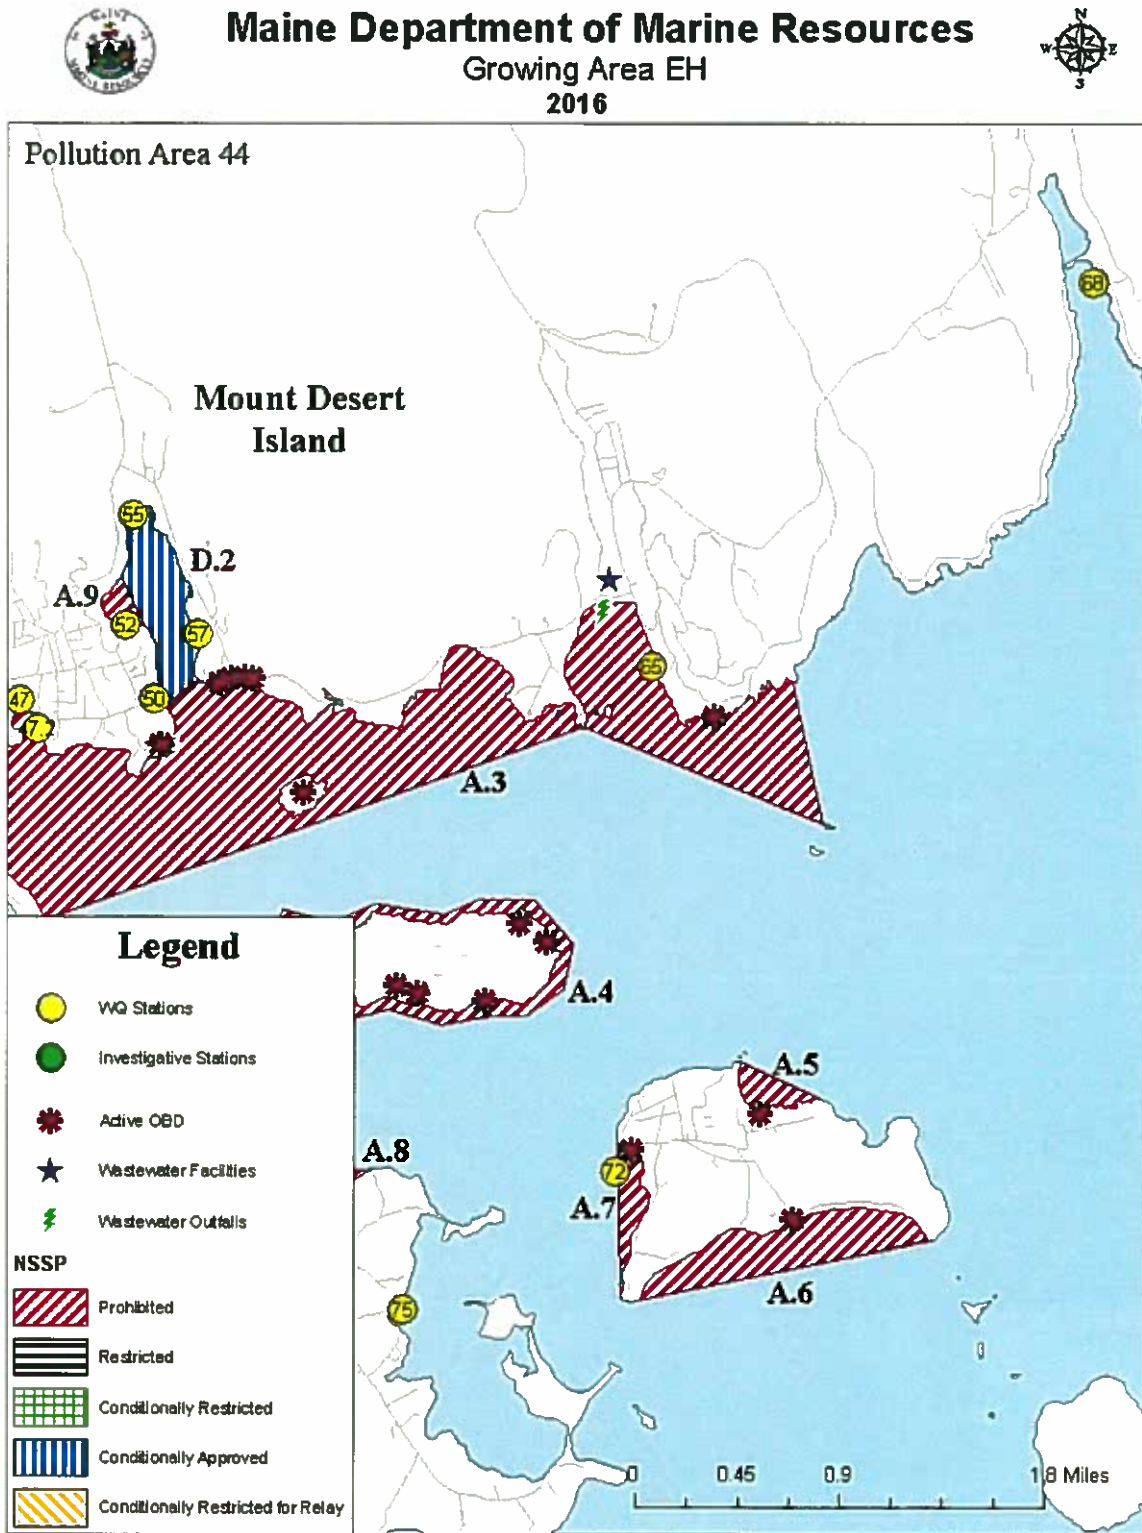 Maine Department of Marine Resources
Growing Area EH
2016
N
W E
S
Pollution Area 44
68
Mount Desert
Island
55
D.2
A.9
52
57
65
47
50
7
A.3
Legend
WQ Stations
Investigative Stations
Active OBD
Wastewater Facilities
Wastewater Outfalls
NSSP
Prohibited
Restricted
Conditionally Restricted
Conditionally Approved
Conditionally Restricted for Relay
A.4
A.5
A.8
72
A.7
A.6
75
0 0.45 0.9 1.8 Miles